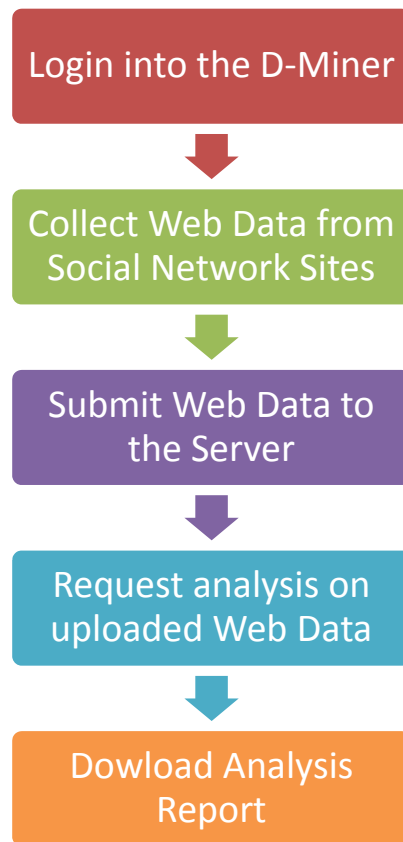 Login into the D-Miner
Collect Web Data from
Social Network Sites
Submit Web Data to
the Server
Request analysis on
uploaded Web Data
Dowload Analysis
Report